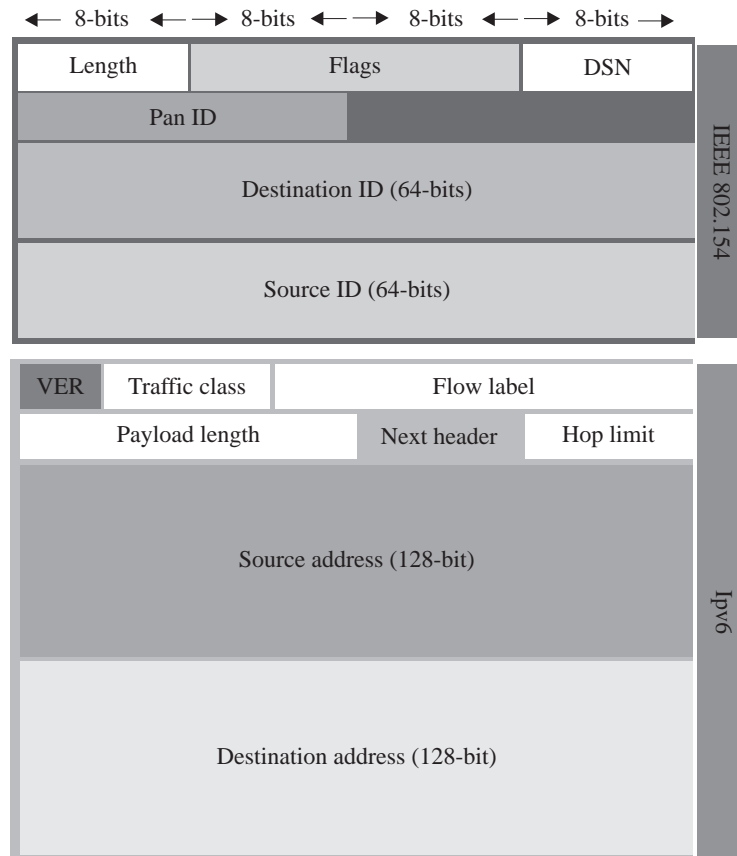 8-bits 8-bits 8-bits 8-bits
Length Flags DSN
Pan ID
Destination ID (64-bits)
Source ID (64-bits)
IEEE 802.154
VER Traffic class Flow label
Payload length Next header Hop limit
Source address (128-bit)
Destination address (128-bit)
Ipv6